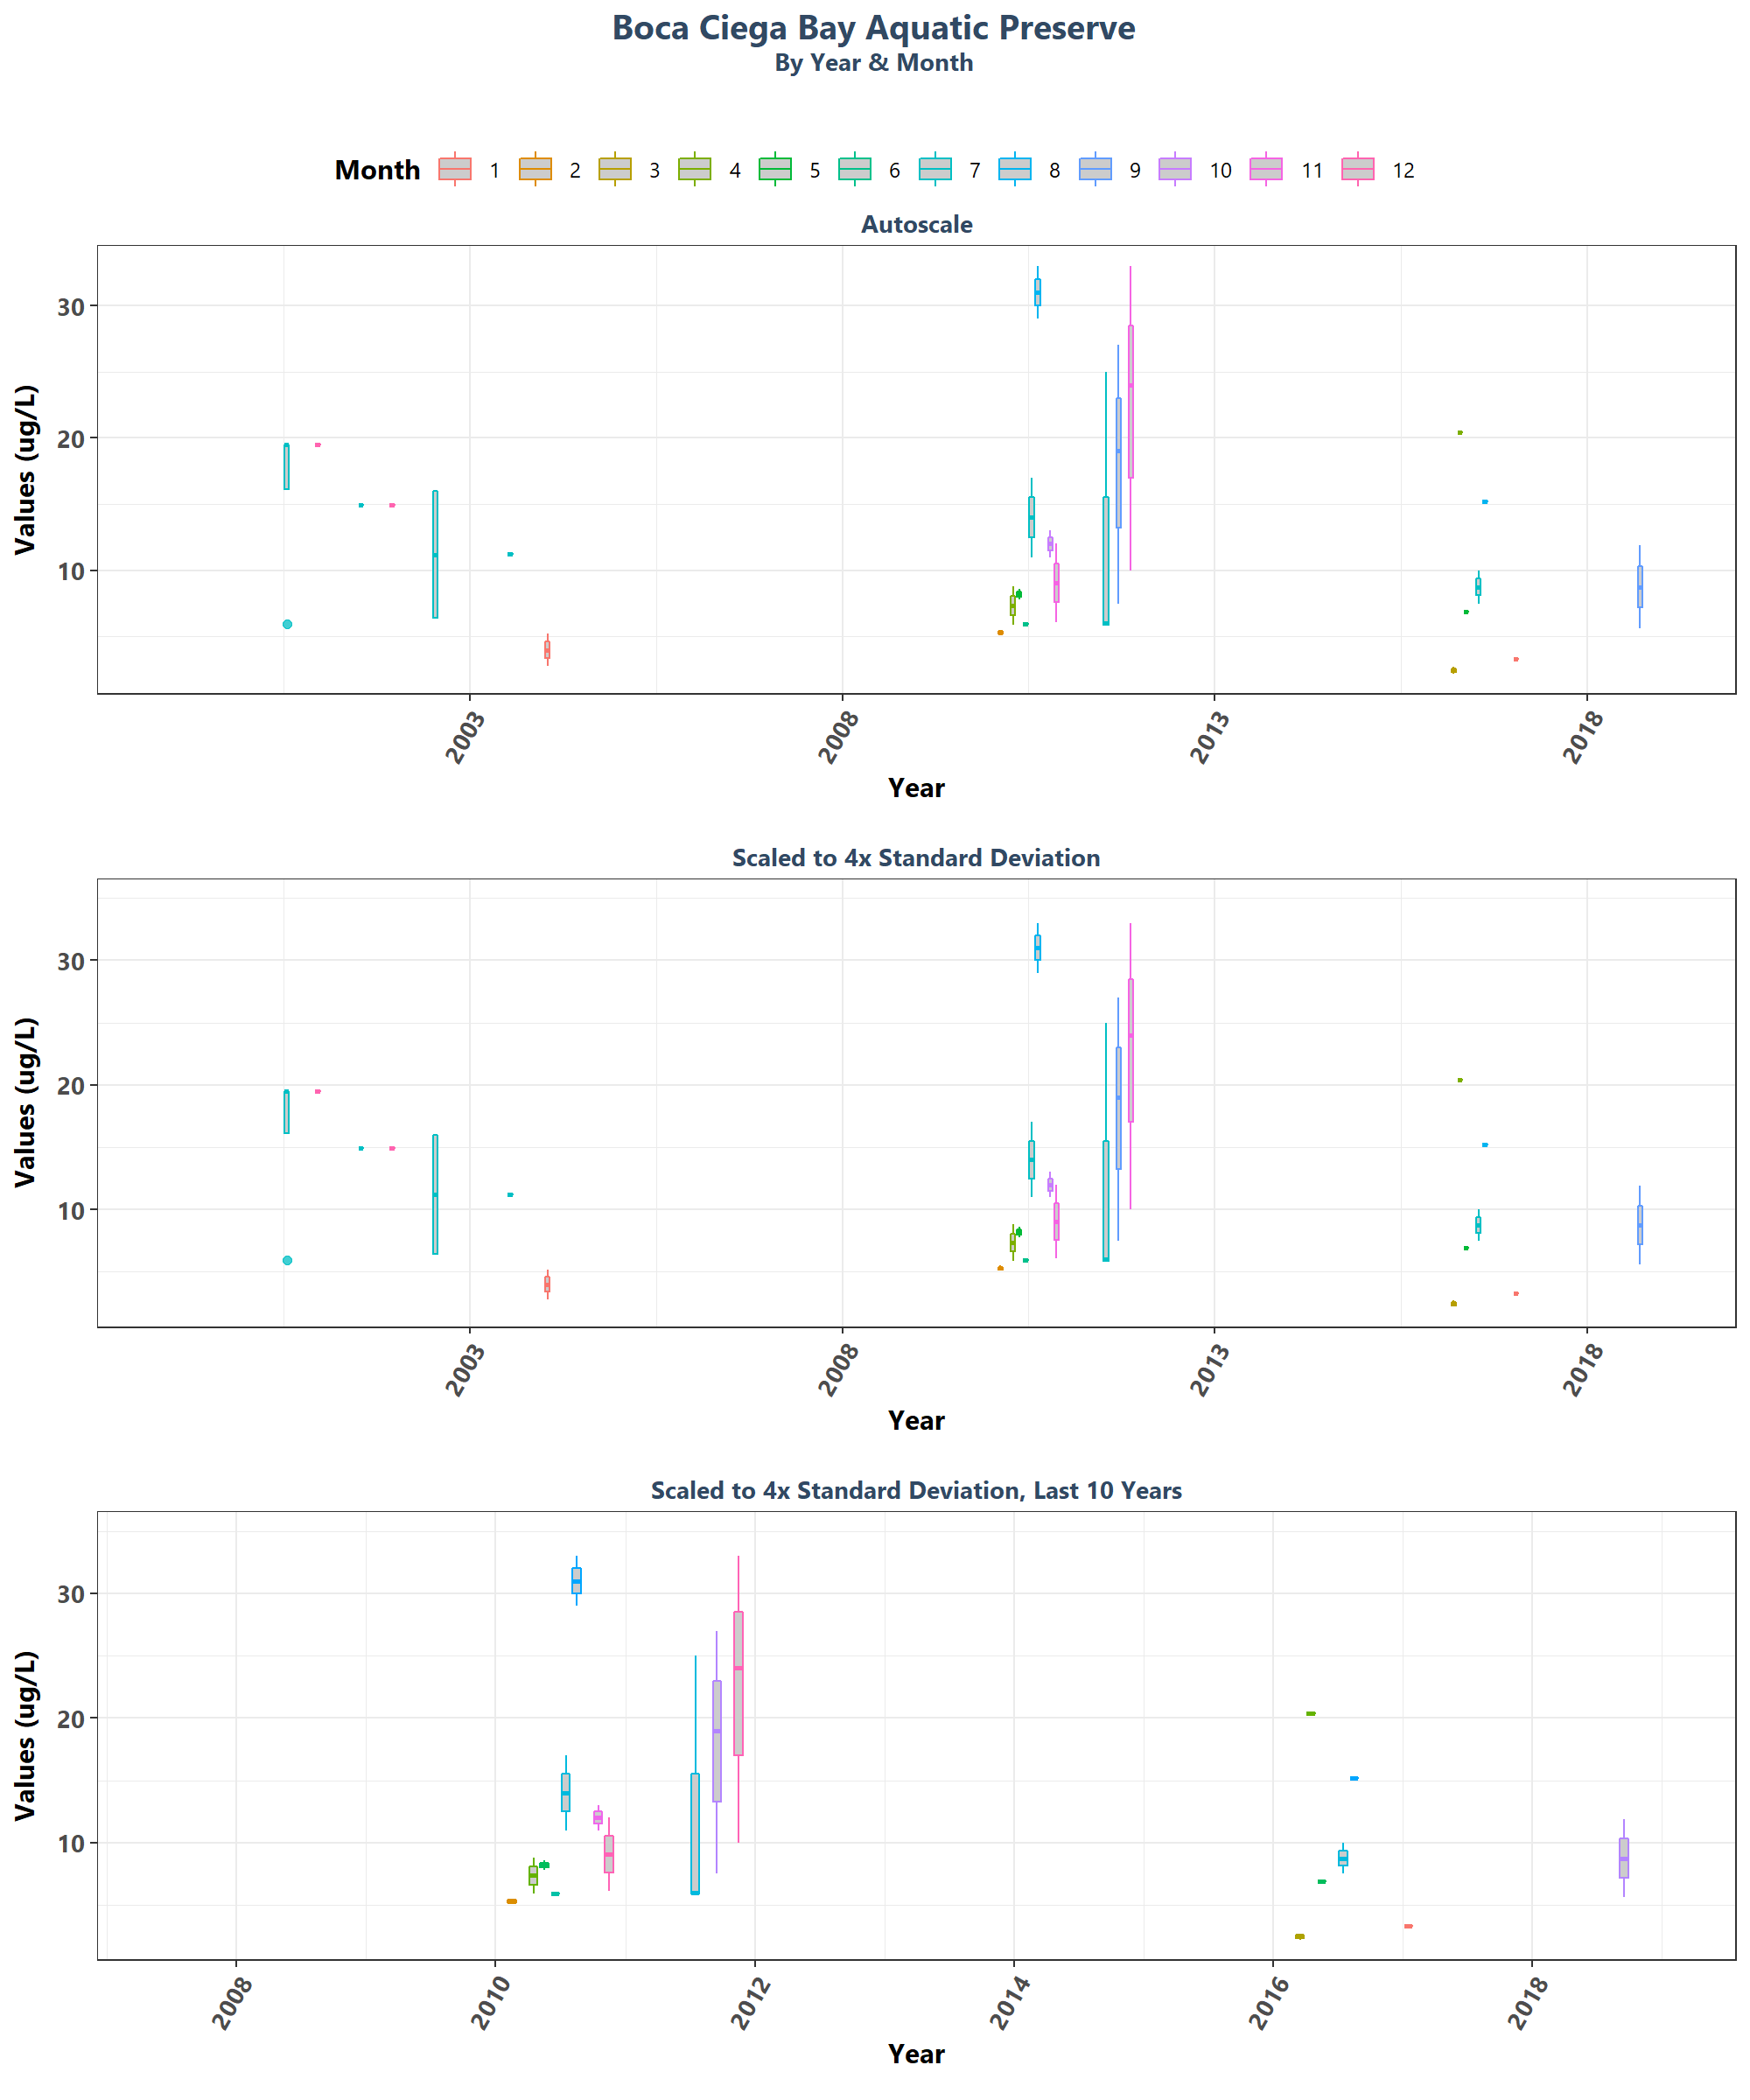 Boca Ciega Bay Aquatic Preserve
By Year & Month
Month 1 2 3 4 5 6 7 8 9 10 11 12
Autoscale
Values (ug/L)
30
20
10
2003 2008 2013 2018
Year
Scaled to 4x Standard Deviation
Values (ug/L)
30
20
10
2003 2008 2013 2018
Year
Scaled to 4x Standard Deviation, Last 10 Years
Values (ug/L)
30
20
10
2008 2010 2012 2014 2016 2018
Year